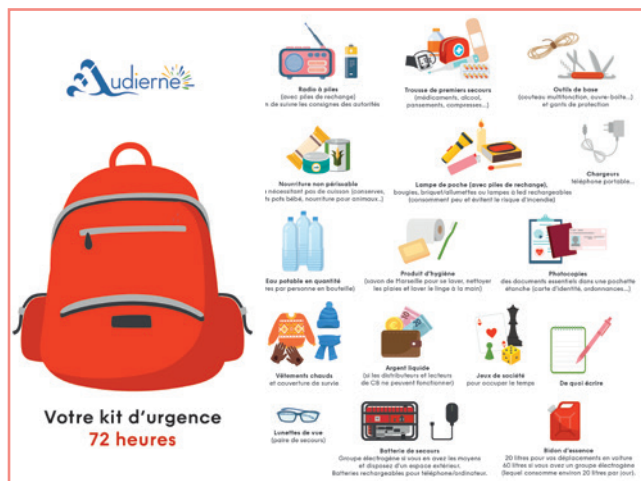 Audierne
Radio à piles
(avec piles de rechange)
de suivre les consignes des autorités
Trousse de premiers secours
(médicaments, alcool,
pansements, compresses...)
Outils de base
(couteau multifonction, ouvre-boîte...)
et gants de protection
Nourriture non périssable
nécessitant pas de cuisson (conserves,
pots bébé, nourriture pour animaux...)
Lampe de poche (avec piles de rechange),
bougies, briquet/allumettes ou lampes à led rechargeables
(consomment peu et évitent le risque d'incendie)
Chargeurs
téléphone portable...
Eau potable en quantité
par personne en bouteille)
Produit d'hygiène
(savon de Marseille pour se laver, nettoyer
les plaies et laver le linge à la main)
Photocopies
des documents essentiels dans une pochette
étanche (carte d'identité, ordonnances...)
Vêtements chauds
et couverture de survie
Argent liquide
(si les distributeurs et lecteurs
de CB ne peuvent fonctionner)
Jeux de société
pour occuper le temps
De quoi écrire
Votre kit d'urgence
72 heures
Lunettes de vue
(paire de secours)
Batterie de secours
Groupe électrogène si vous en avez les moyens
et disposez d'un espace extérieur.
Batteries rechargeables pour téléphone/ordinateur.
Bidon d'essence
20 litres pour vos déplacements en voiture
60 litres si vous avez un groupe électrogène
(lequel consomme environ 20 litres par jour).